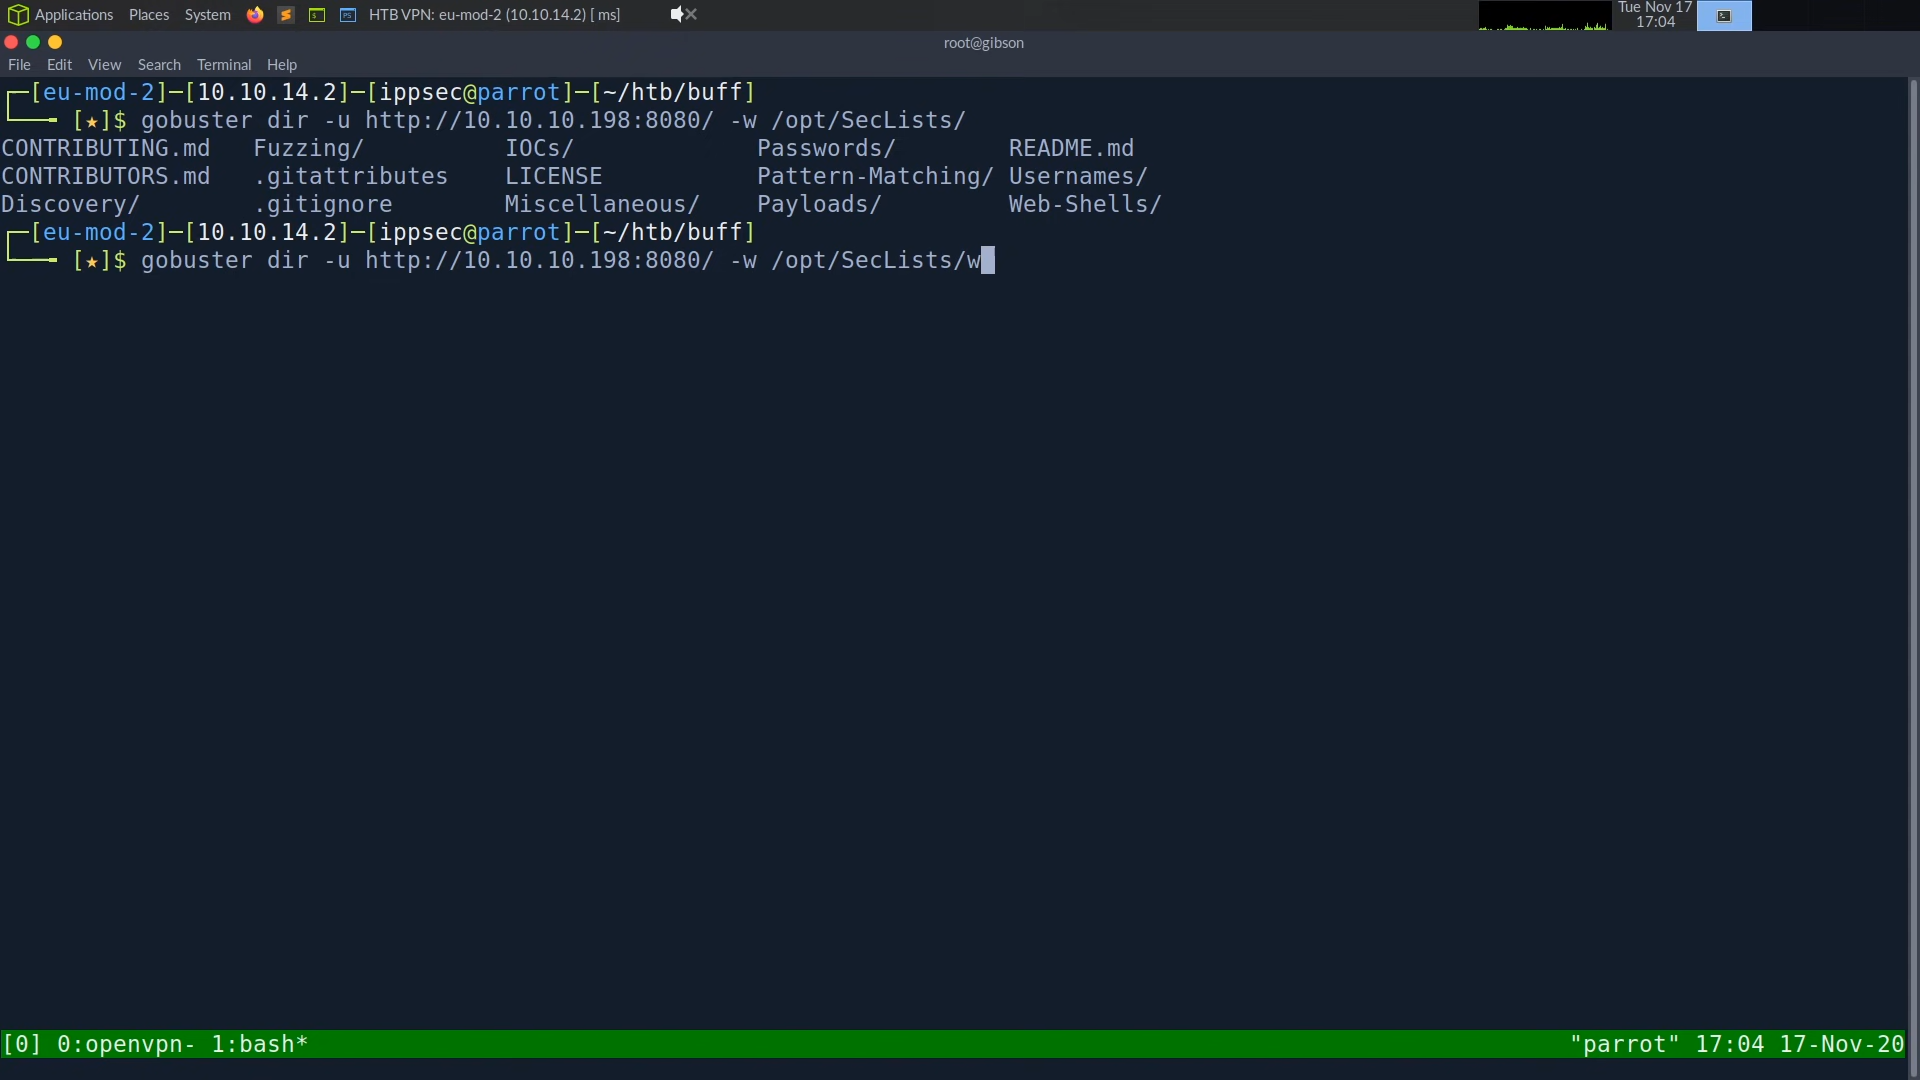 Applications Places System HTB VPN: eu-mod-2 (10.10.14.2) [ ms] Tue Nov 17
17:04
root@gibson
File Edit View Search Terminal Help
[eu-mod-2]─[10.10.14.2]─[ippsec@parrot]─[~/htb/buff]
[★]$ gobuster dir -u http://10.10.10.198:8080/ -w /opt/SecLists/
CONTRIBUTING.md Fuzzing/ IOCs/ Passwords/ README.md
CONTRIBUTORS.md .gitattributes LICENSE Pattern-Matching/ Usernames/
Discovery/ .gitignore Miscellaneous/ Payloads/ Web-Shells/
[eu-mod-2]─[10.10.14.2]─[ippsec@parrot]─[~/htb/buff]
[★]$ gobuster dir -u http://10.10.10.198:8080/ -w /opt/SecLists/w
[0] 0:openvpn- 1:bash* "parrot" 17:04 17-Nov-20